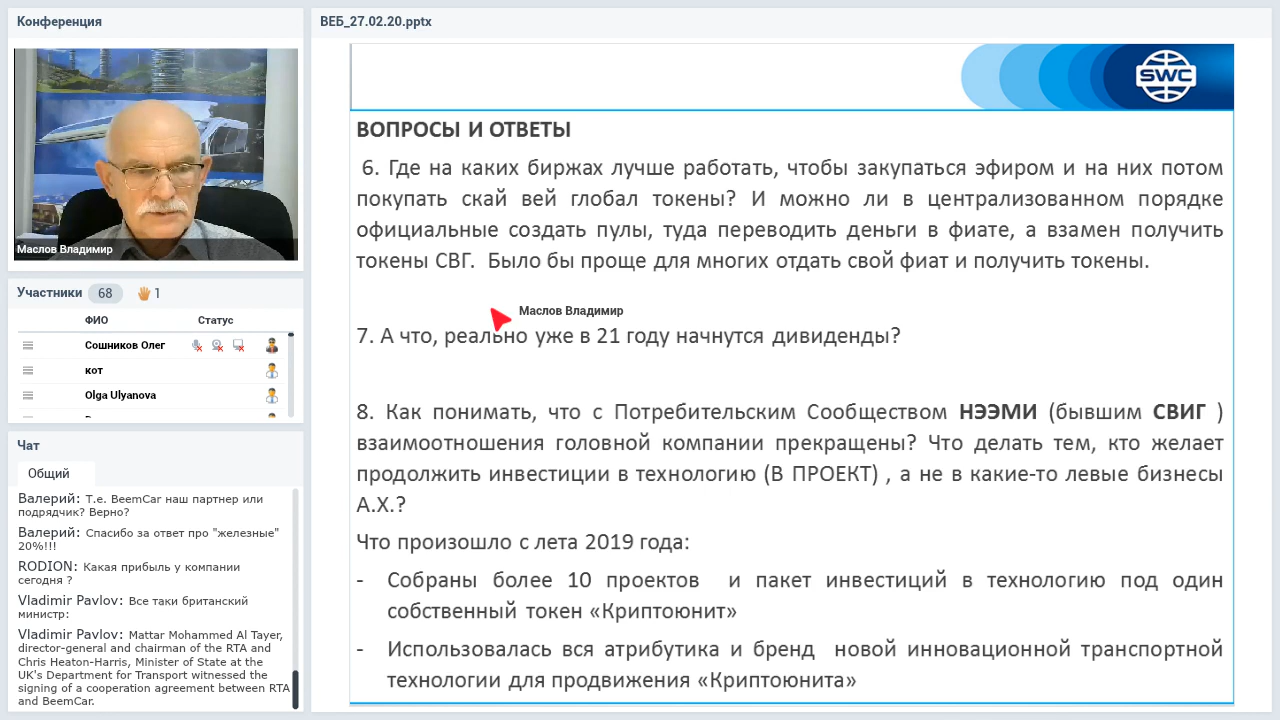 Конференция
Маслов Владимир
Участники 68 1
ФИО Статус
Сошников Олег
кот
Olga Ulyanova
Чат
Общий
Валерий: Т.е. BeemCar наш партнер или
подрядчик? Верно?
Валерий: Спасибо за ответ про "железные"
20%!!!
RODION: Какая прибыль у компании
сегодня ?
Vladimir Pavlov: Все таки британский
министр:
Vladimir Pavlov: Mattar Mohammed Al Tayer,
director-general and chairman of the RTA and
Chris Heaton-Harris, Minister of State at the
UK's Department for Transport witnessed the
signing of a cooperation agreement between RTA
and BeemCar.
ВЕБ_27.02.20.pptx
SWC
ВОПРОСЫ И ОТВЕТЫ
6. Где на каких биржах лучше работать, чтобы закупаться эфиром и на них потом
покупать скай вей глобал токены? И можно ли в централизованном порядке
официальные создать пулы, туда переводить деньги в фиате, а взамен получить
токены СВГ. Было бы проще для многих отдать свой фиат и получить токены.
Маслов Владимир
7. А что, реально уже в 21 году начнутся дивиденды?
8. Как понимать, что с Потребительским Сообществом НЭЭМИ (бывшим СВИГ )
взаимоотношения головной компании прекращены? Что делать тем, кто желает
продолжить инвестиции в технологию (В ПРОЕКТ) , а не в какие-то левые бизнесы
А.Х.?
Что произошло с лета 2019 года:
- Собраны более 10 проектов и пакет инвестиций в технологию под один
собственный токен «Криптоюнит»
- Использовалась вся атрибутика и бренд новой инновационной транспортной
технологии для продвижения «Криптоюнита»